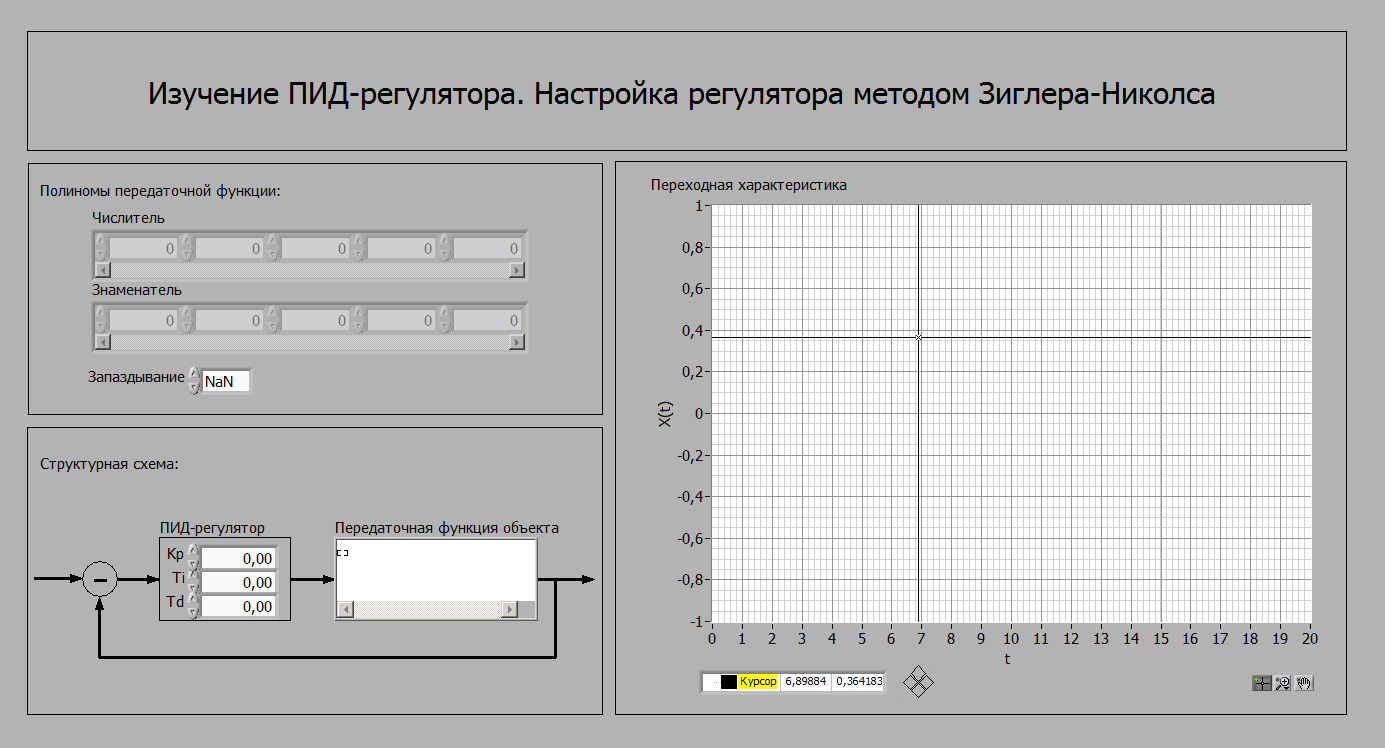 Изучение ПИД-регулятора. Настройка регулятора методом Зиглера-Николса
Полиномы передаточной функции:
Числитель
0 0 0 0 0
Знаменатель
0 0 0 0 0
Запаздывание NaN
Структурная схема:
ПИД-регулятор
Kp 0,00
Ti 0,00
Td 0,00
Передаточная функция объекта
Переходная характеристика
1
0,8
0,6
0,4
0,2
0
-0,2
-0,4
-0,6
-0,8
-1
X(t)
0 1 2 3 4 5 6 7 8 9 10 11 12 13 14 15 16 17 18 19 20
t
Курсор 6,89884 0,364183